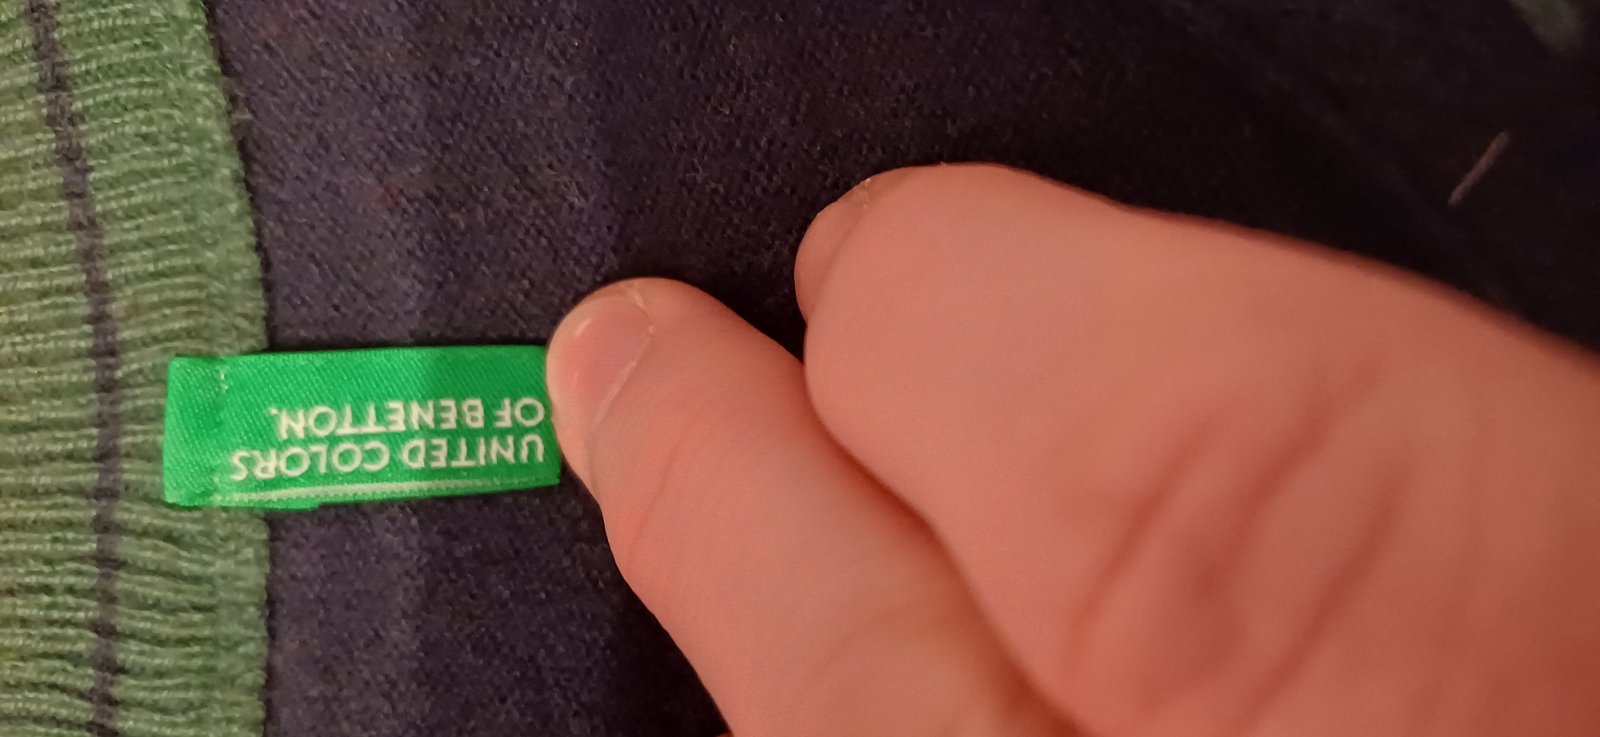 UNITED COLORS
OF BENETTON.